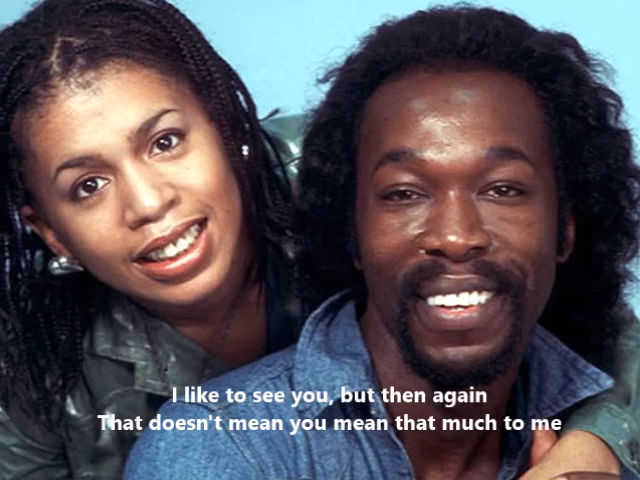 I like to see you, but then again
That doesn't mean you mean that much to me